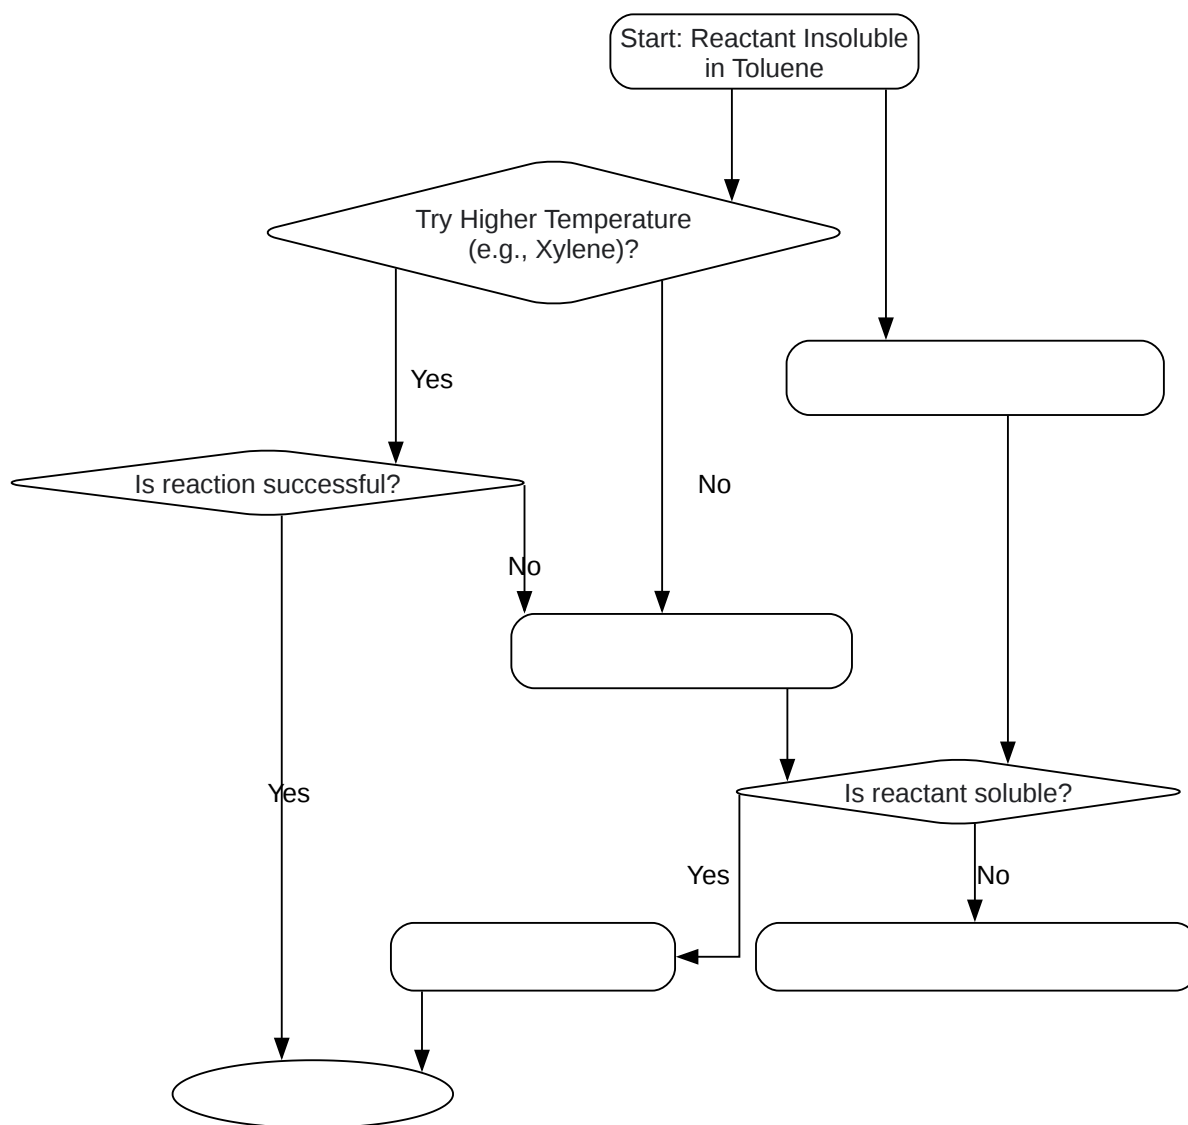 Start: Reactant Insoluble
in Toluene
Try Higher Temperature
(e.g., Xylene)?
Yes
Is reaction successful?
No
No
Yes
Is reactant soluble?
Yes
No